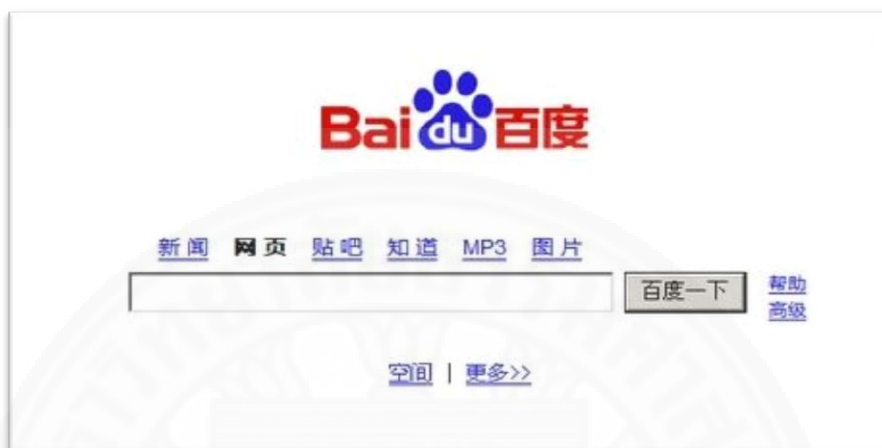 Bai du 百度
新闻 网页 贴吧 知道 MP3 图片
百度一下 帮助
高级
空间 | 更多>>